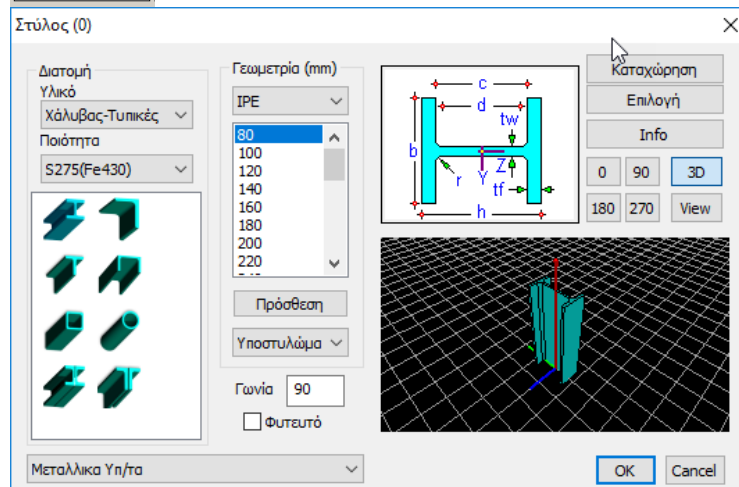 Στύλος (0)
Διατομή
Υλικό
Χάλυβας-Τυπικές
Ποιότητα
S275(Fe430)
Γεωμετρία (mm)
IPE
80
100
120
140
160
180
200
220
Πρόσθεση
Υποστυλώμα
Γωνία 90
Φυτευτό
c
d
tw
b
Z
r Y
tf
h
Καταχώρηση
Επιλογή
Info
0 90 3D
180 270 View
Μεταλλικα Υπ/τα
OK Cancel